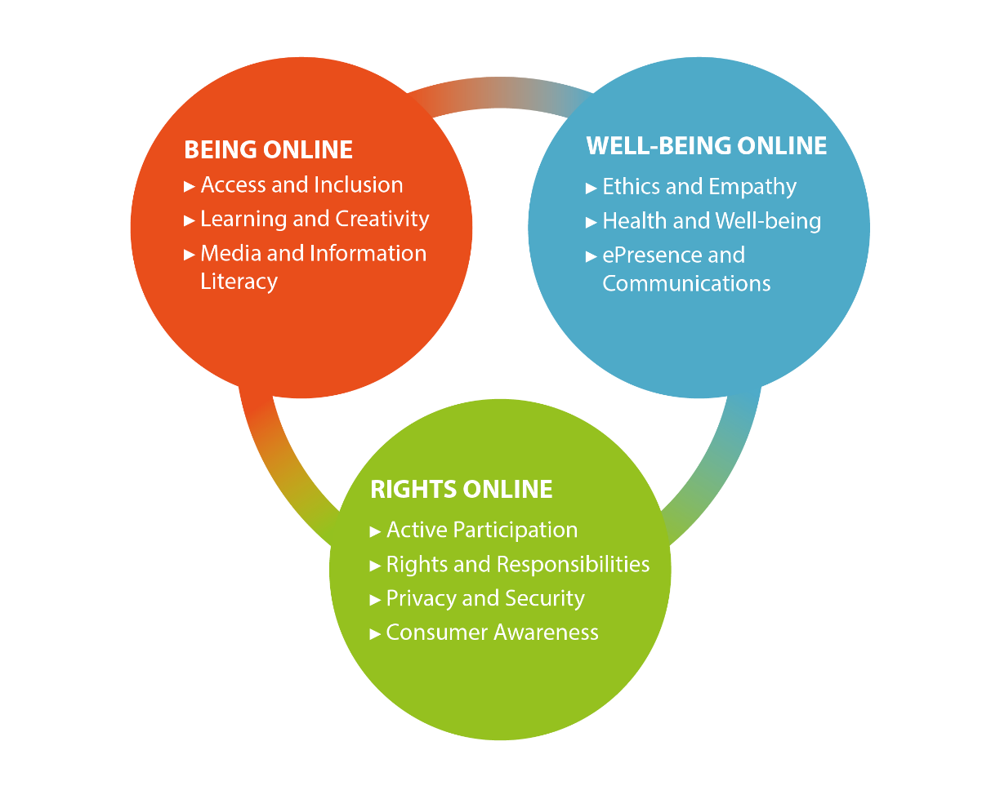 BEING ONLINE
▸ Access and Inclusion
▸ Learning and Creativity
▸ Media and Information
Literacy
WELL-BEING ONLINE
▸ Ethics and Empathy
▸ Health and Well-being
▸ ePresence and
Communications
RIGHTS ONLINE
▸ Active Participation
▸ Rights and Responsibilities
▸ Privacy and Security
▸ Consumer Awareness